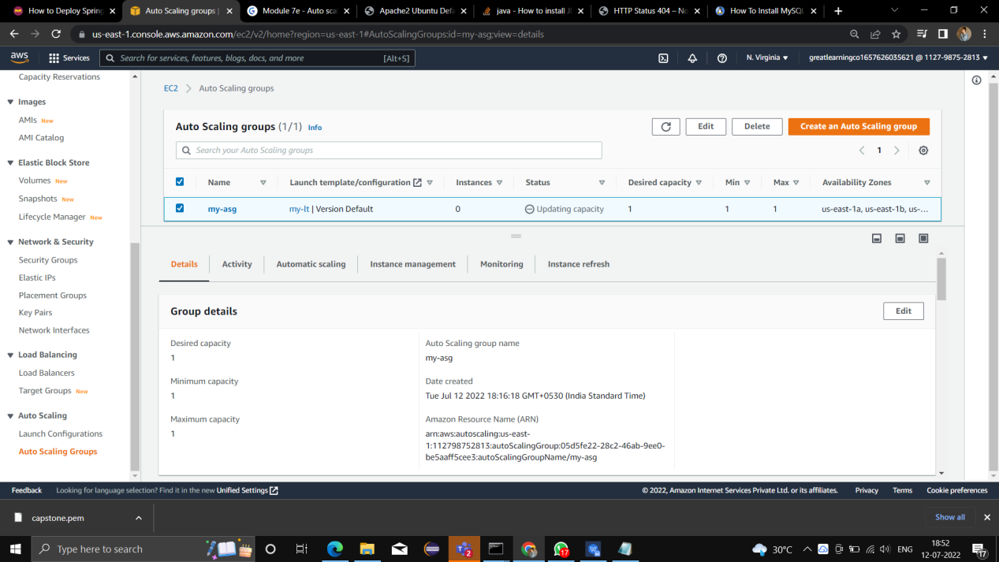 How to Deploy Spring
Auto Scaling groups |
Module 7e - Auto sca
Apache2 Ubuntu Defa
java - How to install J
HTTP Status 404 – No
How To Install MySQL
us-east-1.console.aws.amazon.com/ec2/v2/home?region=us-east-1#AutoScalingGroups:id=my-asg;view=details
aws
Services
Search for services, features, blogs, docs, and more
[Alt+S]
N. Virginia
greatlearningco1657626035621 @ 1127-9875-2813
Capacity Reservations
Images
AMIs New
AMI Catalog
Elastic Block Store
Volumes New
Snapshots New
Lifecycle Manager New
Network & Security
Security Groups
Elastic IPs
Placement Groups
Key Pairs
Network Interfaces
Load Balancing
Load Balancers
Target Groups New
Auto Scaling
Launch Configurations
Auto Scaling Groups
EC2 > Auto Scaling groups
Auto Scaling groups (1/1) Info
Edit
Delete
Create an Auto Scaling group
Search your Auto Scaling groups
1
Name Launch template/configuration Instances Status Desired capacity Min Max Availability Zones
my-asg my-lt | Version Default 0 Updating capacity 1 1 1 us-east-1a, us-east-1b, us-...
Details Activity Automatic scaling Instance management Monitoring Instance refresh
Group details
Edit
Desired capacity
1
Minimum capacity
1
Maximum capacity
1
Auto Scaling group name
my-asg
Date created
Tue Jul 12 2022 18:16:18 GMT+0530 (India Standard Time)
Amazon Resource Name (ARN)
arn:aws:autoscaling:us-east-
1:112798752813:autoScalingGroup:05d5fe22-28c2-46ab-9ee0-
be5aaff5cee3:autoScalingGroupName/my-asg
Feedback Looking for language selection? Find it in the new Unified Settings
© 2022, Amazon Internet Services Private Ltd. or its affiliates. Privacy Terms Cookie preferences
capstone.pem
Show all
Type here to search
2
17
30°C
ENG
18:52
12-07-2022
17